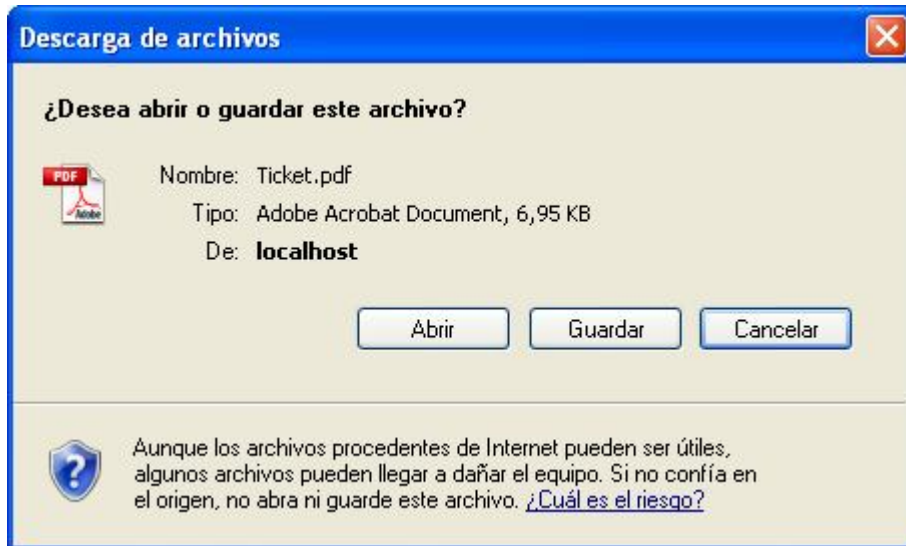 Descarga de archivos
¿Desea abrir o guardar este archivo?
PDF
Adobe
Nombre: Ticket.pdf
Tipo: Adobe Acrobat Document, 6,95 KB
De: localhost
Abrir Guardar Cancelar
Aunque los archivos procedentes de Internet pueden ser útiles,
algunos archivos pueden llegar a dañar el equipo. Si no confía en
el origen, no abra ni guarde este archivo. ¿Cuál es el riesgo?